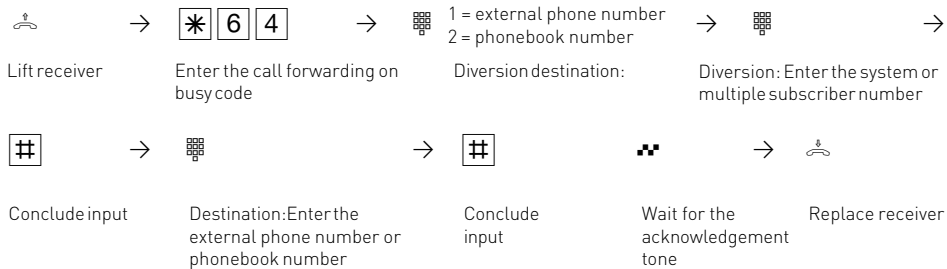 * 6 4
1 = external phone number
2 = phonebook number
Lift receiver
Enter the call forwarding on
busy code
Diversion destination:
Diversion: Enter the system or
multiple subscriber number
#
#
Conclude input
Destination: Enter the
external phone number or
phonebook number
Conclude
input
Wait for the
acknowledgement
tone
Replace receiver